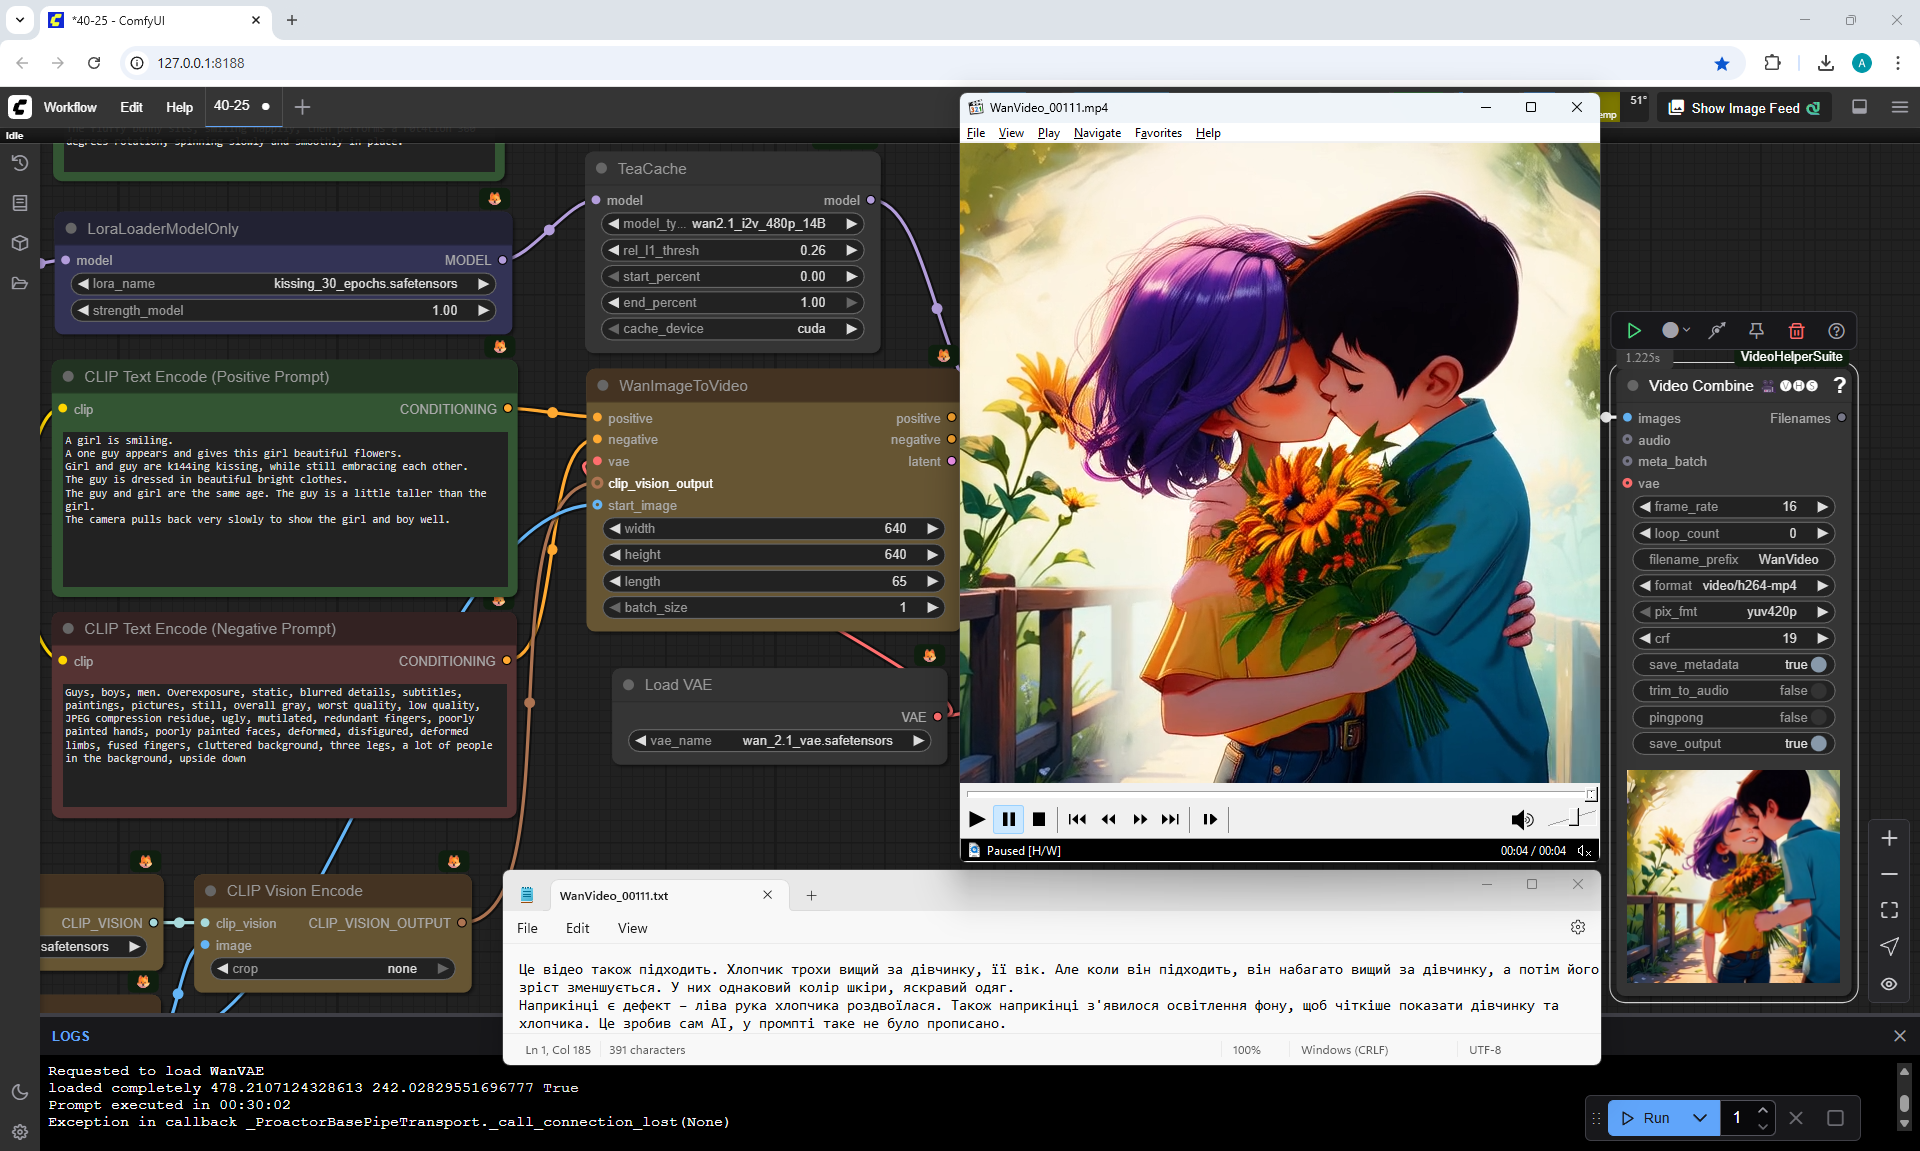 *40-25 - ComfyUI
127.0.0.1:8188
A
Workflow
Edit
Help
40-25
51°
emp
Show Image Feed
Idle
degrees rotation, spinning slowly and smoothly in place.
LoraLoaderModelOnly
model
MODEL
lora_name
kissing_30_epochs.safetensors
strength_model
1.00
CLIP Text Encode (Positive Prompt)
clip
CONDITIONING
A girl is smiling.
A one guy appears and gives this girl beautiful flowers.
Girl and guy are k144ing kissing, while still embracing each other.
The guy is dressed in beautiful bright clothes.
The guy and girl are the same age. The guy is a little taller than the
girl.
The camera pulls back very slowly to show the girl and boy well.
CLIP Text Encode (Negative Prompt)
clip
CONDITIONING
Guys, boys, men. Overexposure, static, blurred details, subtitles,
paintings, pictures, still, overall gray, worst quality, low quality,
JPEG compression residue, ugly, mutilated, redundant fingers, poorly
painted hands, poorly painted faces, deformed, disfigured, deformed
limbs, fused fingers, cluttered background, three legs, a lot of people
in the background, upside down
CLIP_VISION
safetensors
CLIP Vision Encode
clip_vision
CLIP_VISION_OUTPUT
image
crop
none
TeaCache
model
model
model_ty... wan2.1_i2v_480p_14B
rel_l1_thresh
0.26
start_percent
0.00
end_percent
1.00
cache_device
cuda
WanImageToVideo
positive
positive
negative
negative
vae
latent
clip_vision_output
start_image
width
640
height
640
length
65
batch_size
1
Load VAE
VAE
vae_name
wan_2.1_vae.safetensors
WanVideo_00111.mp4
File
View
Play
Navigate
Favorites
Help
Paused [H/W]
00:04 / 00:04
1.225s
VideoHelperSuite
Video Combine
VHS
?
images
Filenames
audio
meta_batch
vae
frame_rate
16
loop_count
0
filename_prefix
WanVideo
format
video/h264-mp4
pix_fmt
yuv420p
crf
19
save_metadata
true
trim_to_audio
false
pingpong
false
save_output
true
WanVideo_00111.txt
File
Edit
View
Це відео також підходить. Хлопчик трохи вищий за дівчинку, її вік. Але коли він підходить, він набагато вищий за дівчинку, а потім його
зріст зменшується. У них однаковий колір шкіри, яскравий одяг.
Наприкінці є дефект – ліва рука хлопчика роздвоїлася. Також наприкінці з'явилося освітлення фону, щоб чіткіше показати дівчинку та
хлопчика. Це зробив сам AI, у промпті таке не було прописано.
Ln 1, Col 185
391 characters
100%
Windows (CRLF)
UTF-8
LOGS
Requested to load WanVAE
loaded completely 478.2107124328613 242.02829551696777 True
Prompt executed in 00:30:02
Exception in callback _ProactorBasePipeTransport._call_connection_lost(None)
Run
1